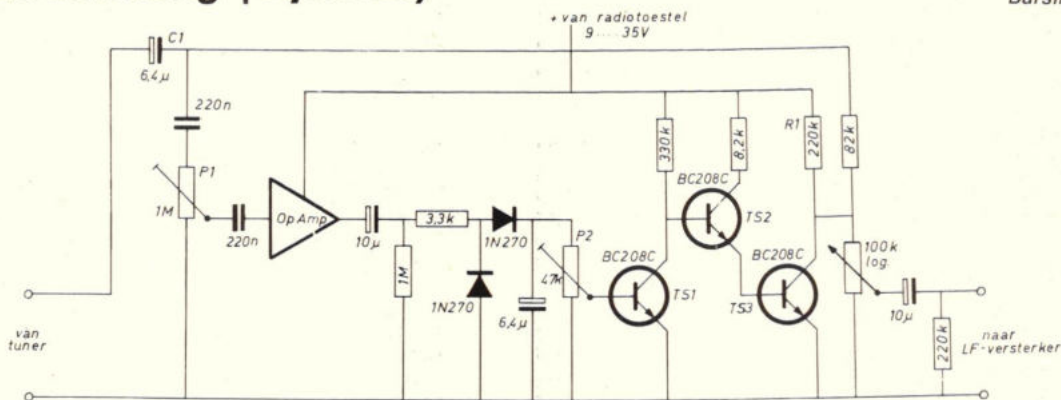 + van radiotoestel
9....35V
C1
6,4µ
220n
P1
1M
220n
OpAmp
10µ
1M
3,3k
1N270
1N270
6,4µ
P2
47k
BC208C
TS1
330k
BC208C
TS2
8,2k
BC208C
TS3
R1
220k
82k
100k
log.
10µ
220k
van
tuner
naar
LF-versterker